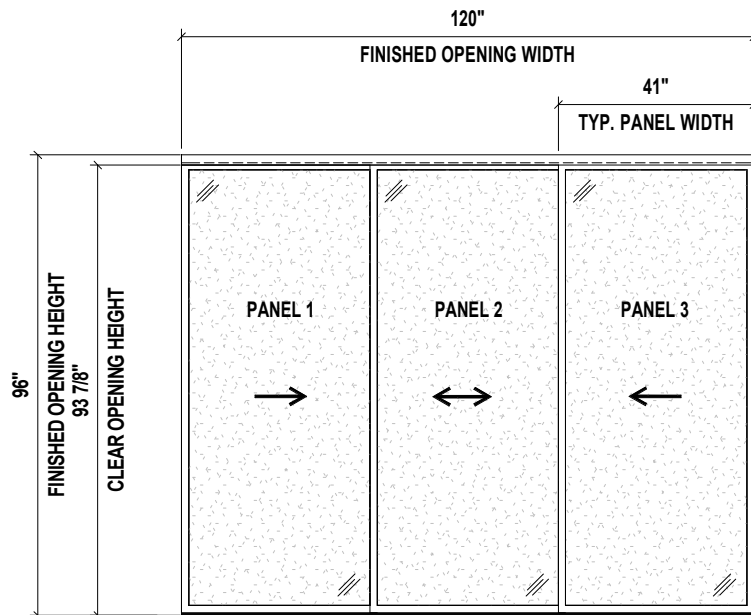 120"
FINISHED OPENING WIDTH
41"
TYP. PANEL WIDTH
96"
FINISHED OPENING HEIGHT
93 7/8"
CLEAR OPENING HEIGHT
PANEL 1
PANEL 2
PANEL 3